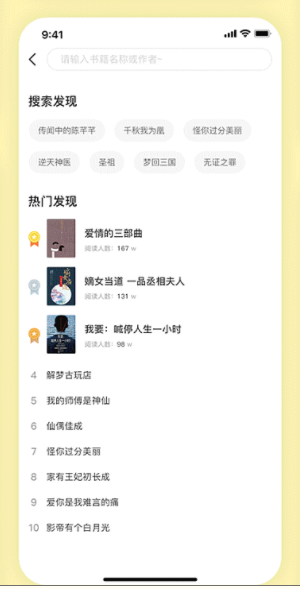 9:41
请输入书籍名称或作者~
搜索发现
传闻中的陈芊芊 千秋我为凰 怪你过分美丽
逆天神医 圣祖 梦回三国 无证之罪
热门发现
爱情的三部曲
阅读人数：167 w
嫡女当道 一品丞相夫人
阅读人数：131 w
我要：喊停人生一小时
阅读人数：98 w
4 解梦古玩店
5 我的师傅是神仙
6 仙偶佳成
7 怪你过分美丽
8 家有王妃初长成
9 爱你是我难言的痛
10 影帝有个白月光